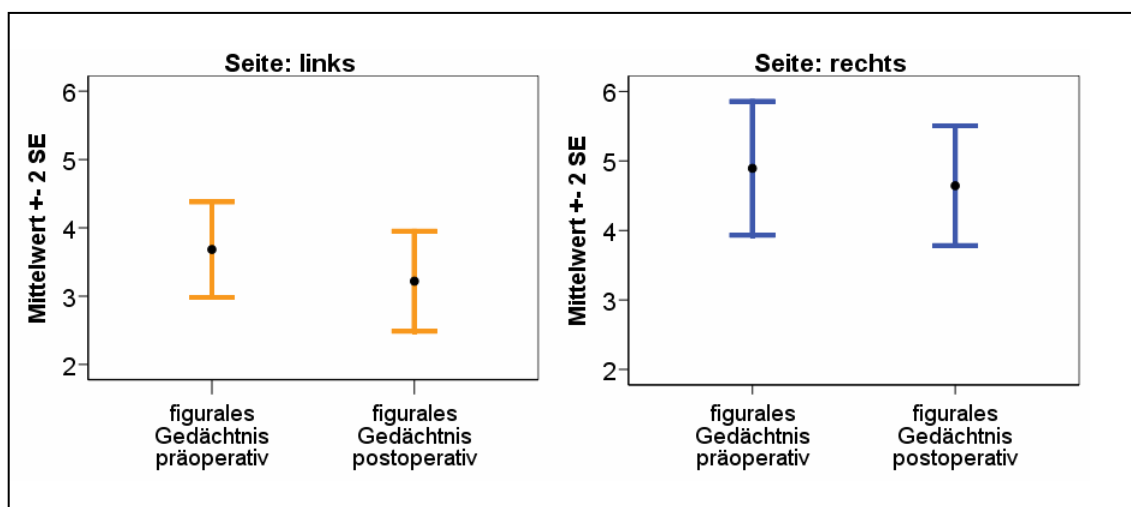 Seite: links
Mittelwert +- 2 SE
6
5
4
3
2
figurales
Gedächtnis
präoperativ
figurales
Gedächtnis
postoperativ
Seite: rechts
Mittelwert +- 2 SE
6
5
4
3
2
figurales
Gedächtnis
präoperativ
figurales
Gedächtnis
postoperativ